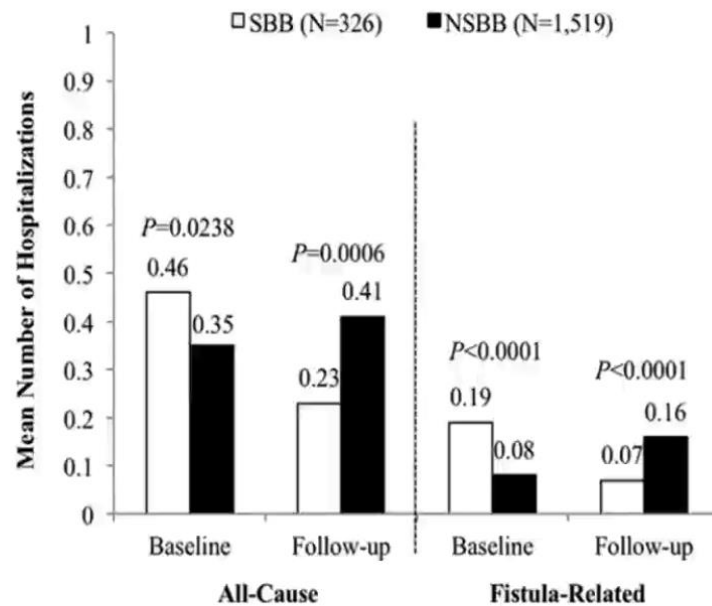 SBB (N=326) NSBB (N=1,519)
Mean Number of Hospitalizations
1
0.9
0.8
0.7
0.6
0.5
0.4
0.3
0.2
0.1
0
P=0.0238
0.46
0.35
P=0.0006
0.41
0.23
P<0.0001
0.19
0.08
P<0.0001
0.16
0.07
Baseline Follow-up Baseline Follow-up
All-Cause Fistula-Related